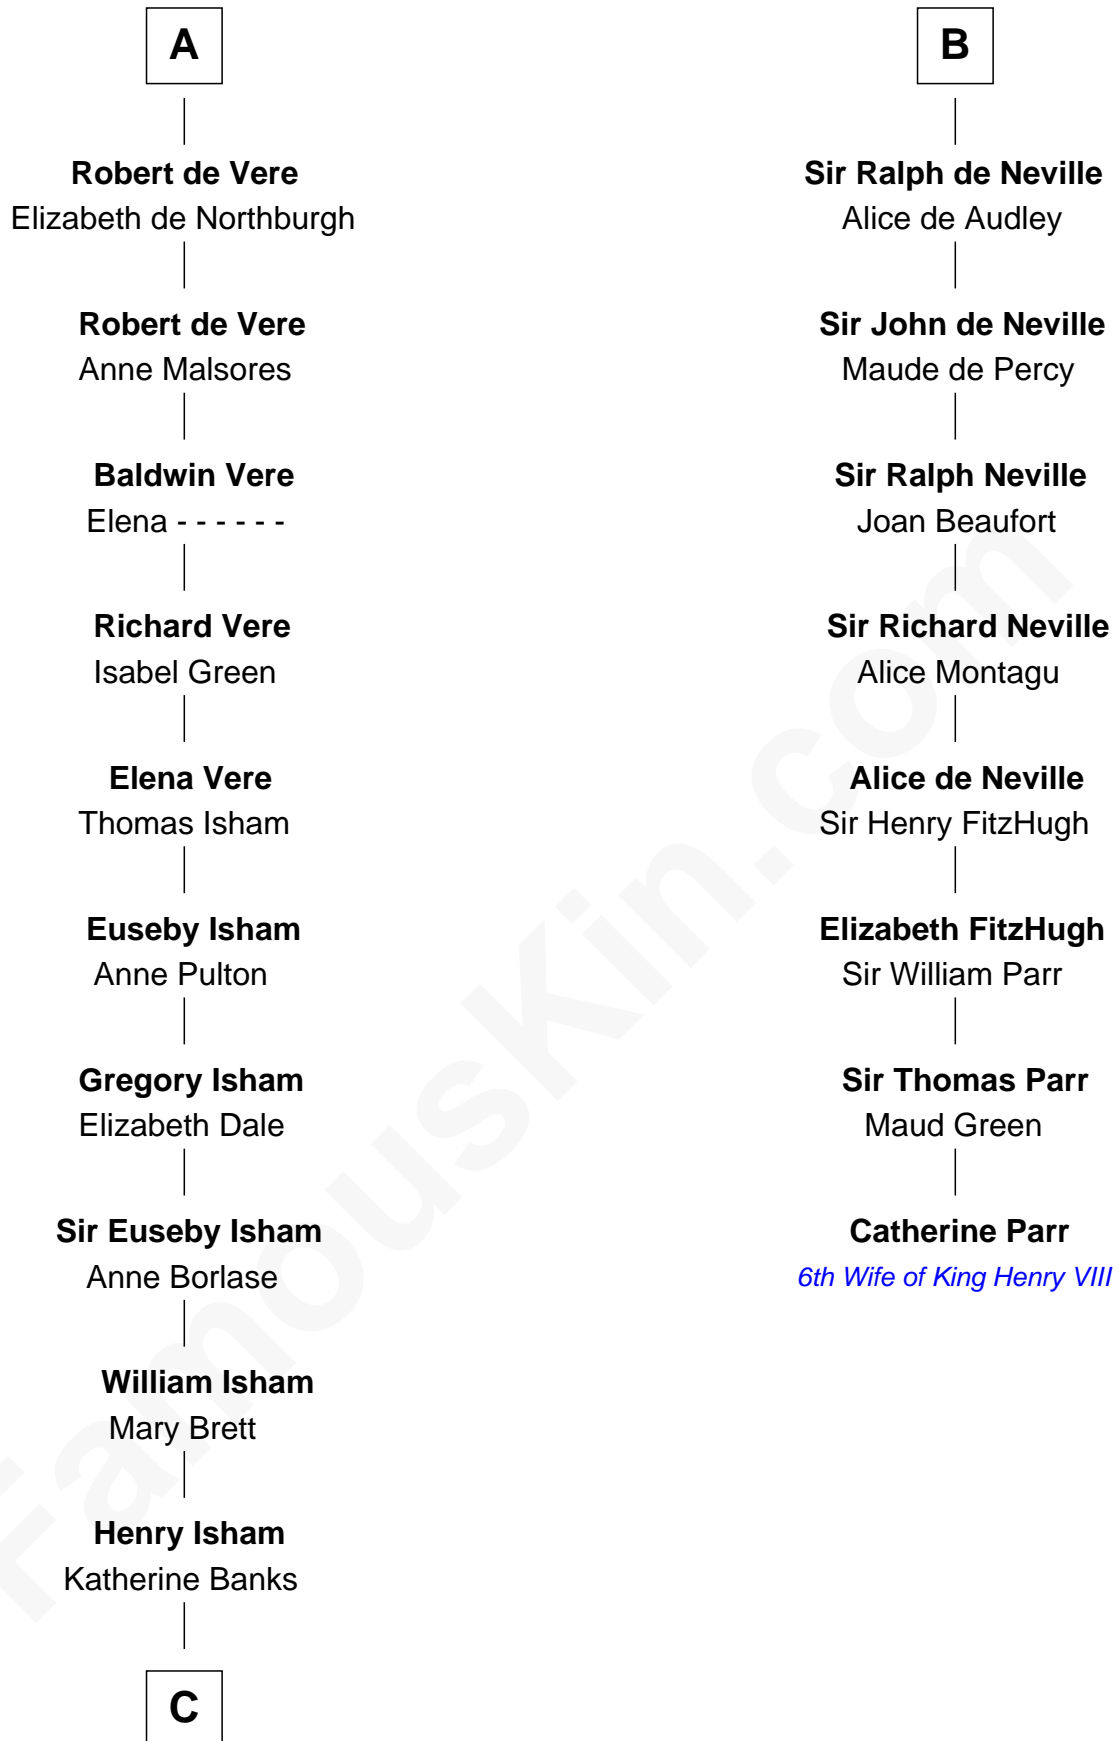 A
Robert de Vere
Elizabeth de Northburgh
Robert de Vere
Anne Malsores
Baldwin Vere
Elena - - - - - -
Richard Vere
Isabel Green
Elena Vere
Thomas Isham
Euseby Isham
Anne Pulton
Gregory Isham
Elizabeth Dale
Sir Euseby Isham
Anne Borlase
William Isham
Mary Brett
Henry Isham
Katherine Banks
C
B
Sir Ralph de Neville
Alice de Audley
Sir John de Neville
Maude de Percy
Sir Ralph Neville
Joan Beaufort
Sir Richard Neville
Alice Montagu
Alice de Neville
Sir Henry FitzHugh
Elizabeth FitzHugh
Sir William Parr
Sir Thomas Parr
Maud Green
Catherine Parr
6th Wife of King Henry VIII
FamousKin.com